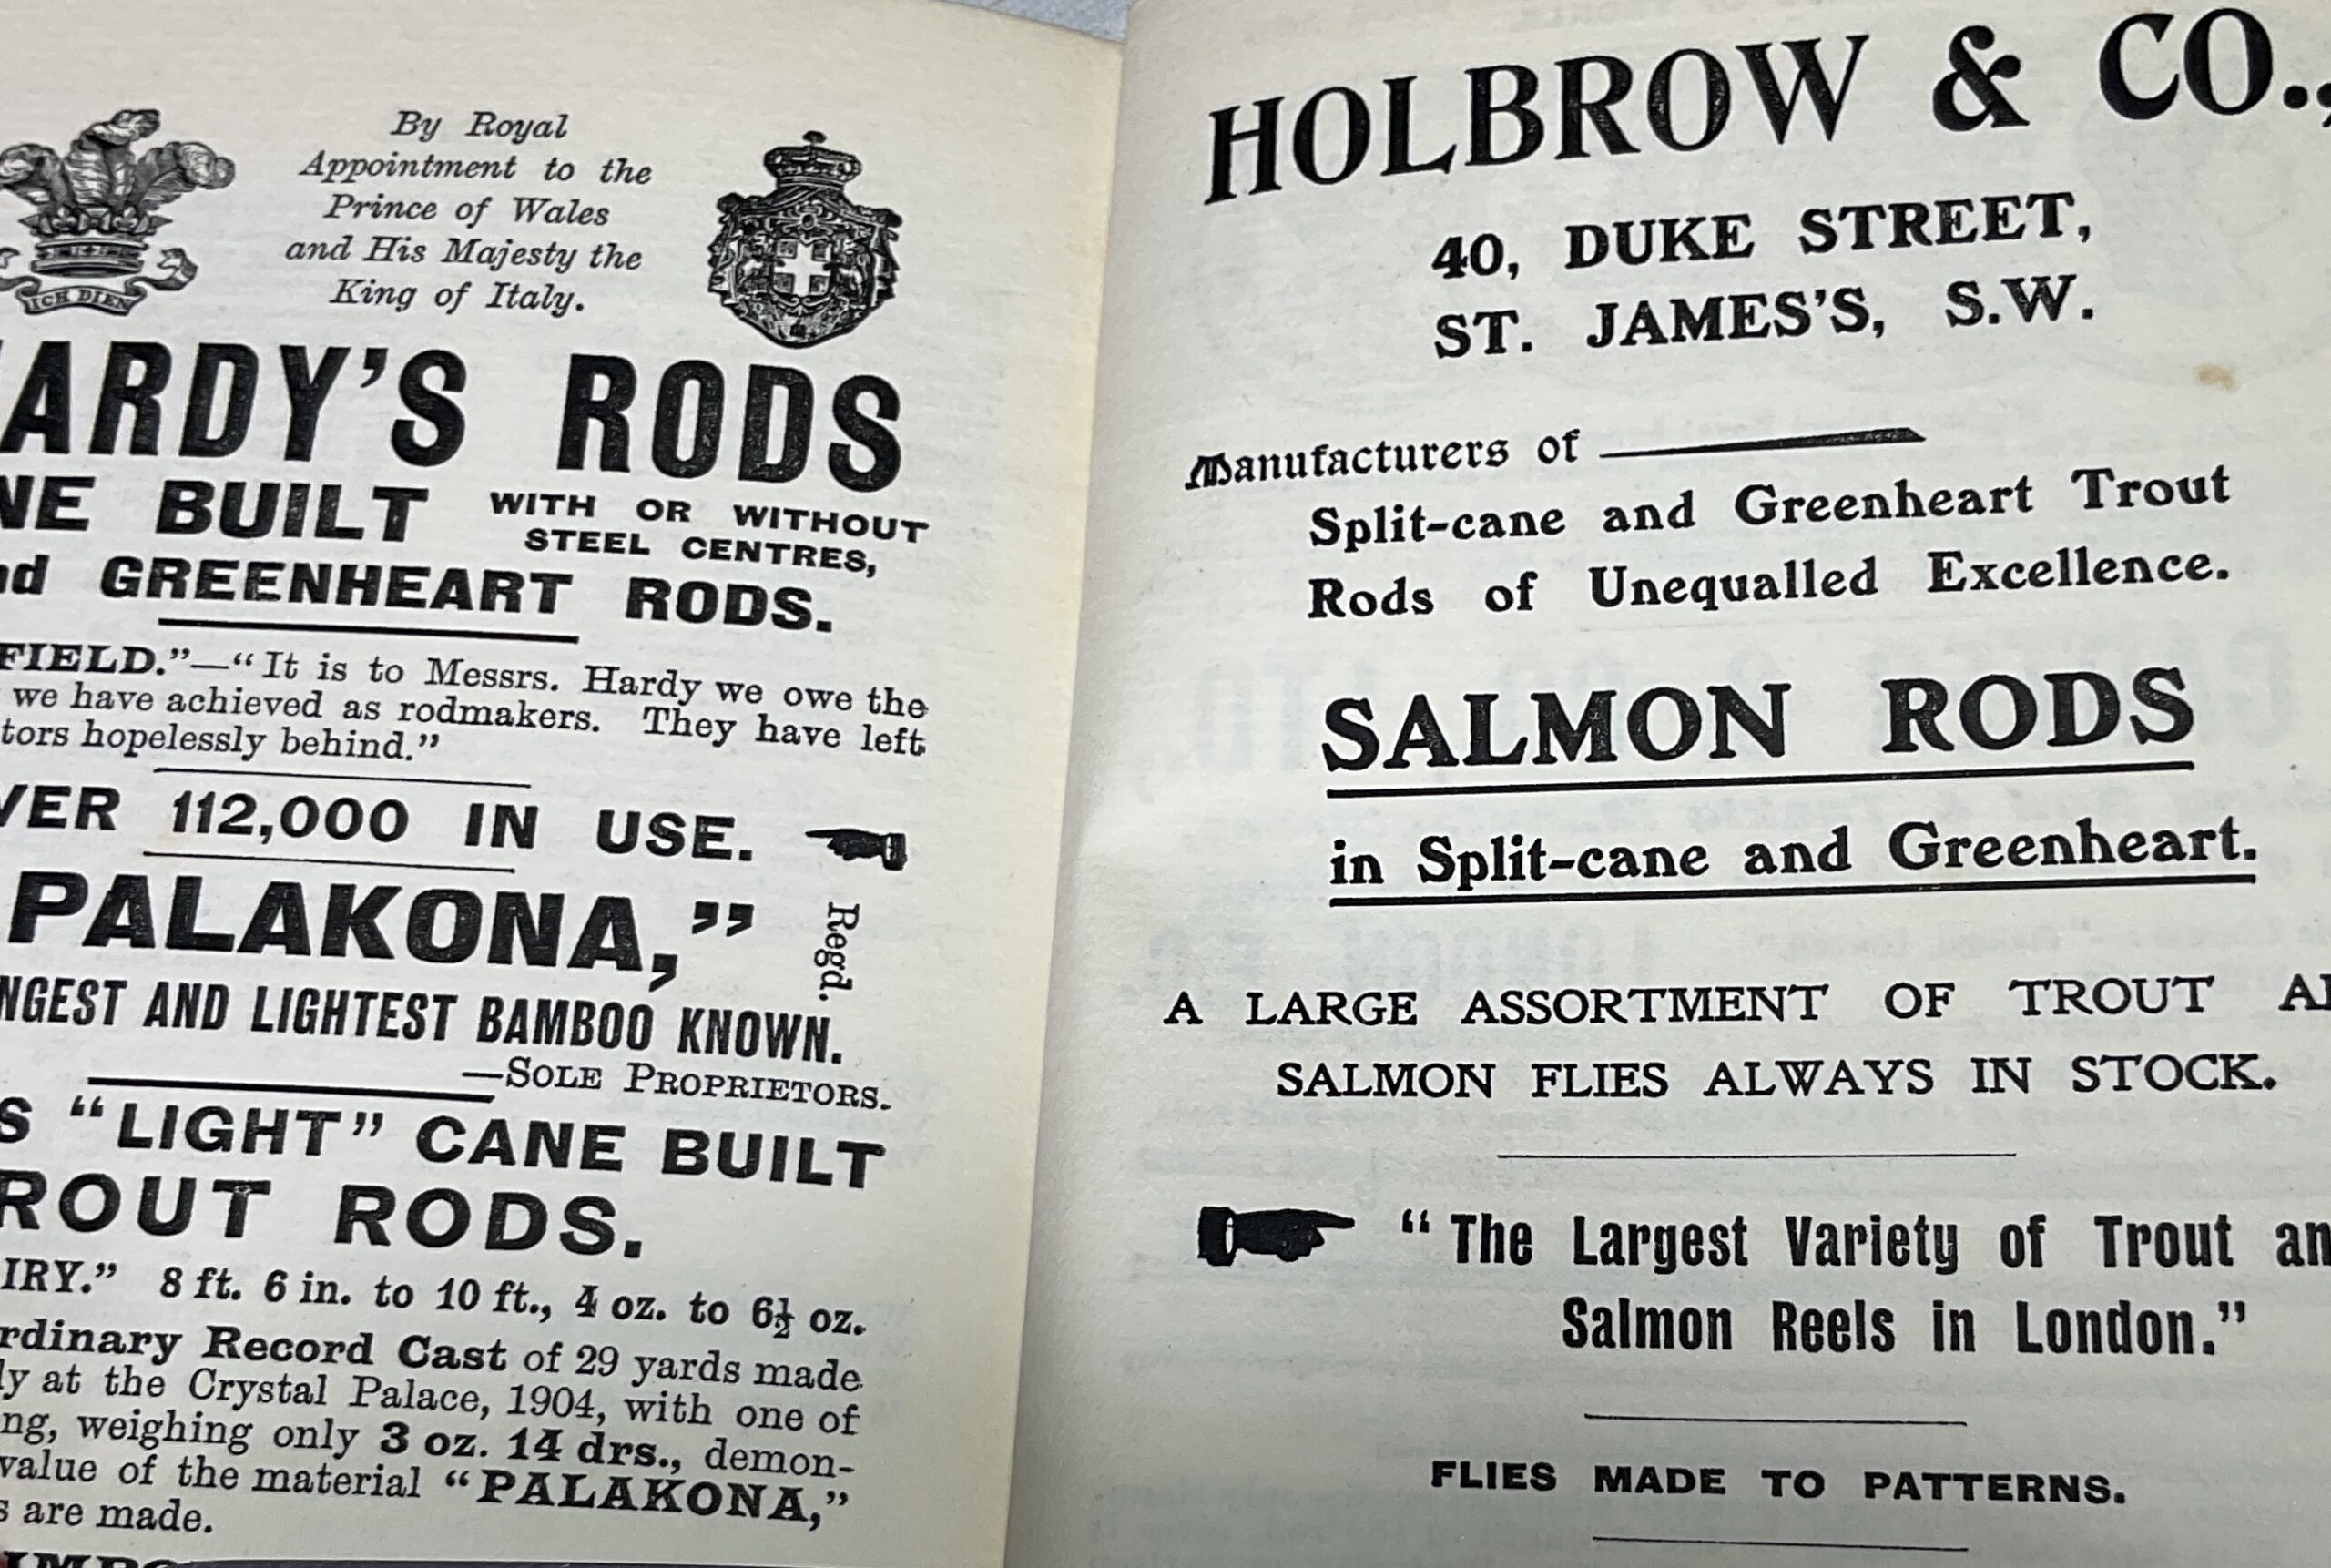 By Royal
Appointment to the
Prince of Wales
and His Majesty the
King of Italy.
ICH DIEN
ARDY'S RODS
NE BUILT WITH OR WITHOUT
STEEL CENTRES,
nd GREENHEART RODS.
FIELD."—"It is to Messrs. Hardy we owe the
we have achieved as rodmakers. They have left
tors hopelessly behind."
VER 112,000 IN USE.
PALAKONA," Regd.
NGEST AND LIGHTEST BAMBOO KNOWN.
—SOLE PROPRIETORS.
S "LIGHT" CANE BUILT
ROUT RODS.
IRY." 8 ft. 6 in. to 10 ft., 4 oz. to 6½ oz.
rdinary Record Cast of 29 yards made
ly at the Crystal Palace, 1904, with one of
ng, weighing only 3 oz. 14 drs., demon-
value of the material "PALAKONA,"
s are made.
HOLBROW & CO.,
40, DUKE STREET,
ST. JAMES'S, S.W.
Manufacturers of
Split-cane and Greenheart Trout
Rods of Unequalled Excellence.
SALMON RODS
in Split-cane and Greenheart.
A LARGE ASSORTMENT OF TROUT A
SALMON FLIES ALWAYS IN STOCK.
"The Largest Variety of Trout an
Salmon Reels in London."
FLIES MADE TO PATTERNS.